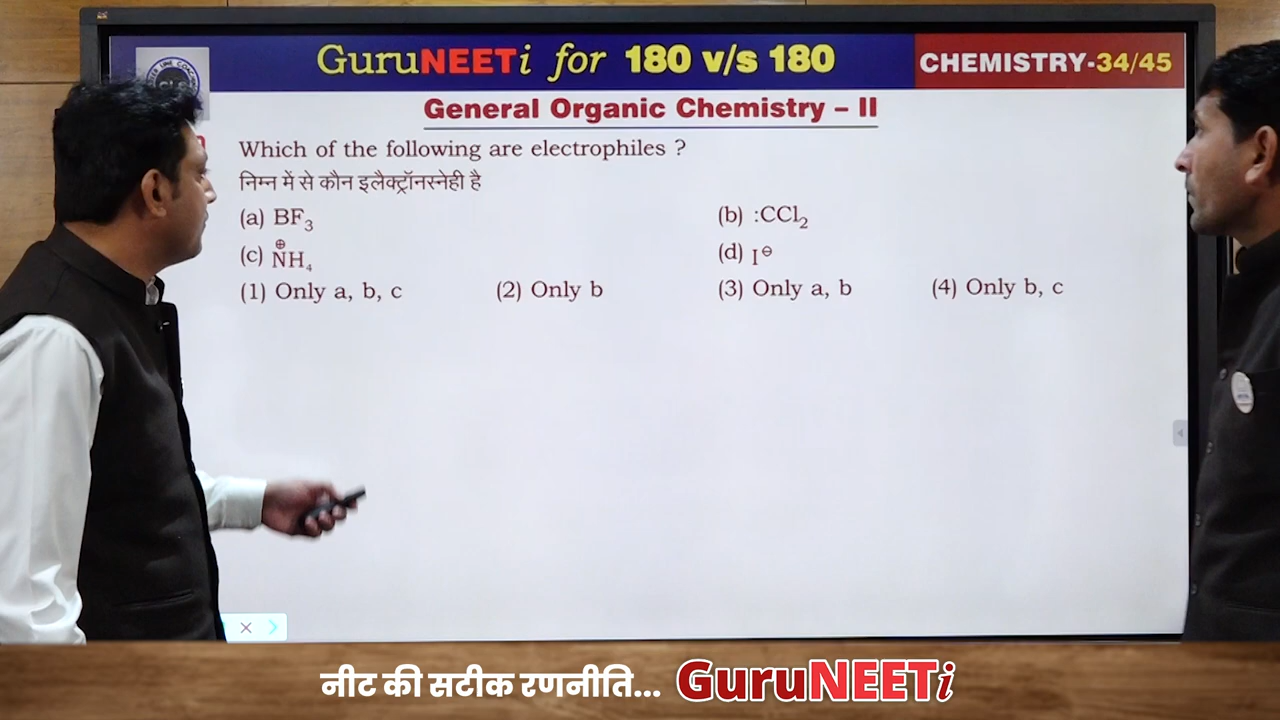 GuruNEETi for 180 v/s 180
CHEMISTRY-34/45
General Organic Chemistry – II
Which of the following are electrophiles ?
निम्न में से कौन इलैक्ट्रॉनस्नेही है
(a) BF₃ (b) :CCl₂
(c) N⊕H₄ (d) I⊖
(1) Only a, b, c (2) Only b (3) Only a, b (4) Only b, c
नीट की सटीक रणनीति... GuruNEETi